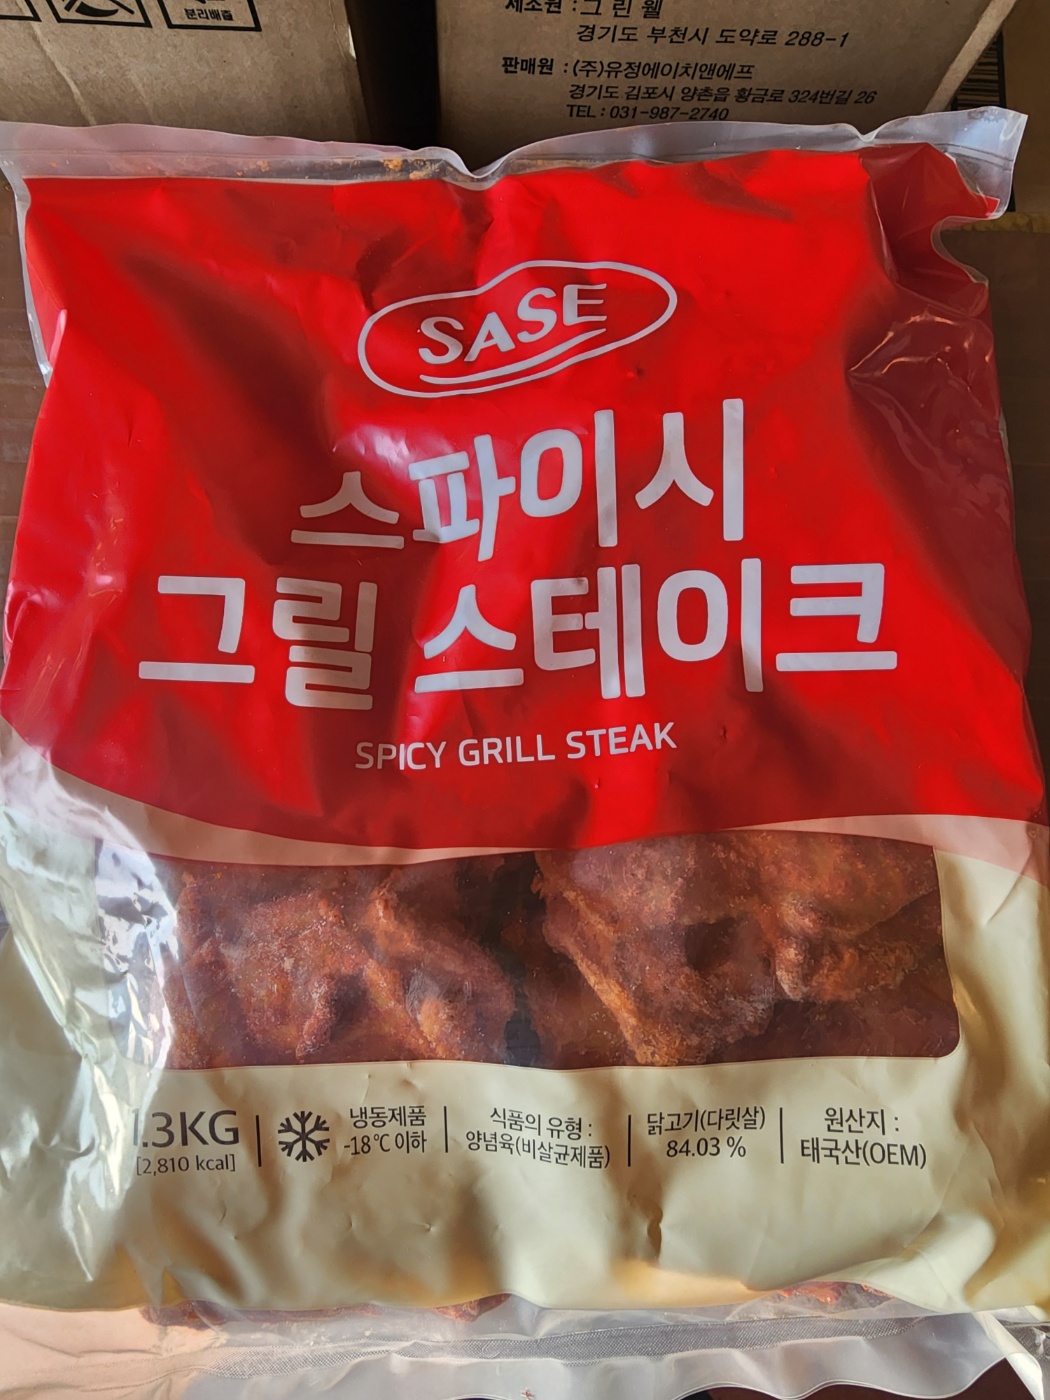 분리배출
제조원 : 그 린 웰
경기도 부천시 도약로 288-1
판매원 : (주)유정에이치앤에프
경기도 김포시 양촌읍 황금로 324번길 26
TEL : 031-987-2740
SASE
스파이시
그릴 스테이크
SPICY GRILL STEAK
1.3KG
[2,810 kcal]
냉동제품
-18℃ 이하
식품의 유형 :
양념육(비살균제품)
닭고기(다릿살)
84.03 %
원산지 :
태국산(OEM)